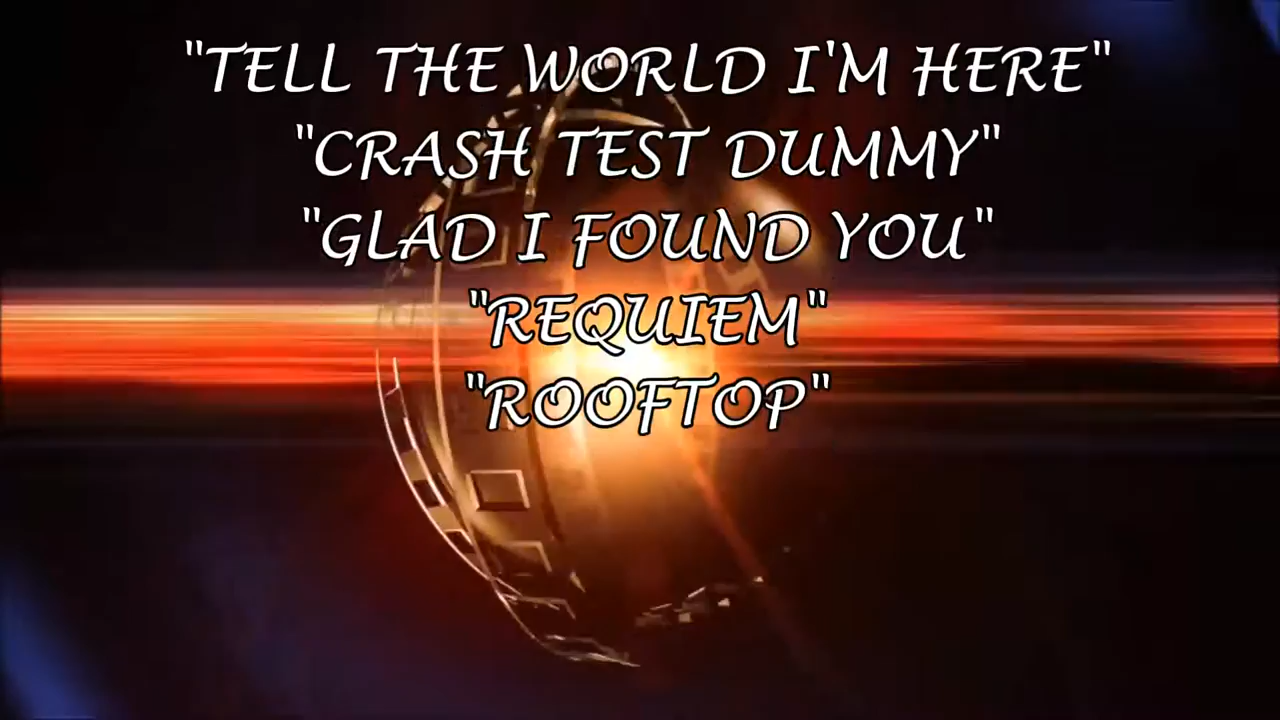 "TELL THE WORLD I'M HERE"
"CRASH TEST DUMMY"
"GLAD I FOUND YOU"
"REQUIEM"
"ROOFTOP"